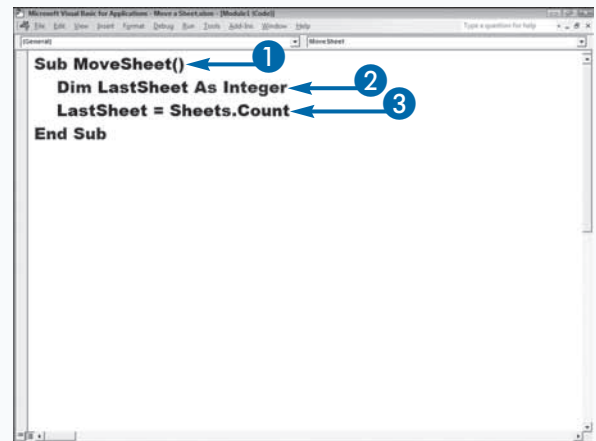 Microsoft Visual Basic for Applications - Move a Sheet.xlsm - [Module1 (Code)]
File Edit View Insert Format Debug Run Tools Add-Ins Window Help Type a question for help
(General) MoveSheet
Sub MoveSheet() 1
Dim LastSheet As Integer 2
LastSheet = Sheets.Count 3
End Sub